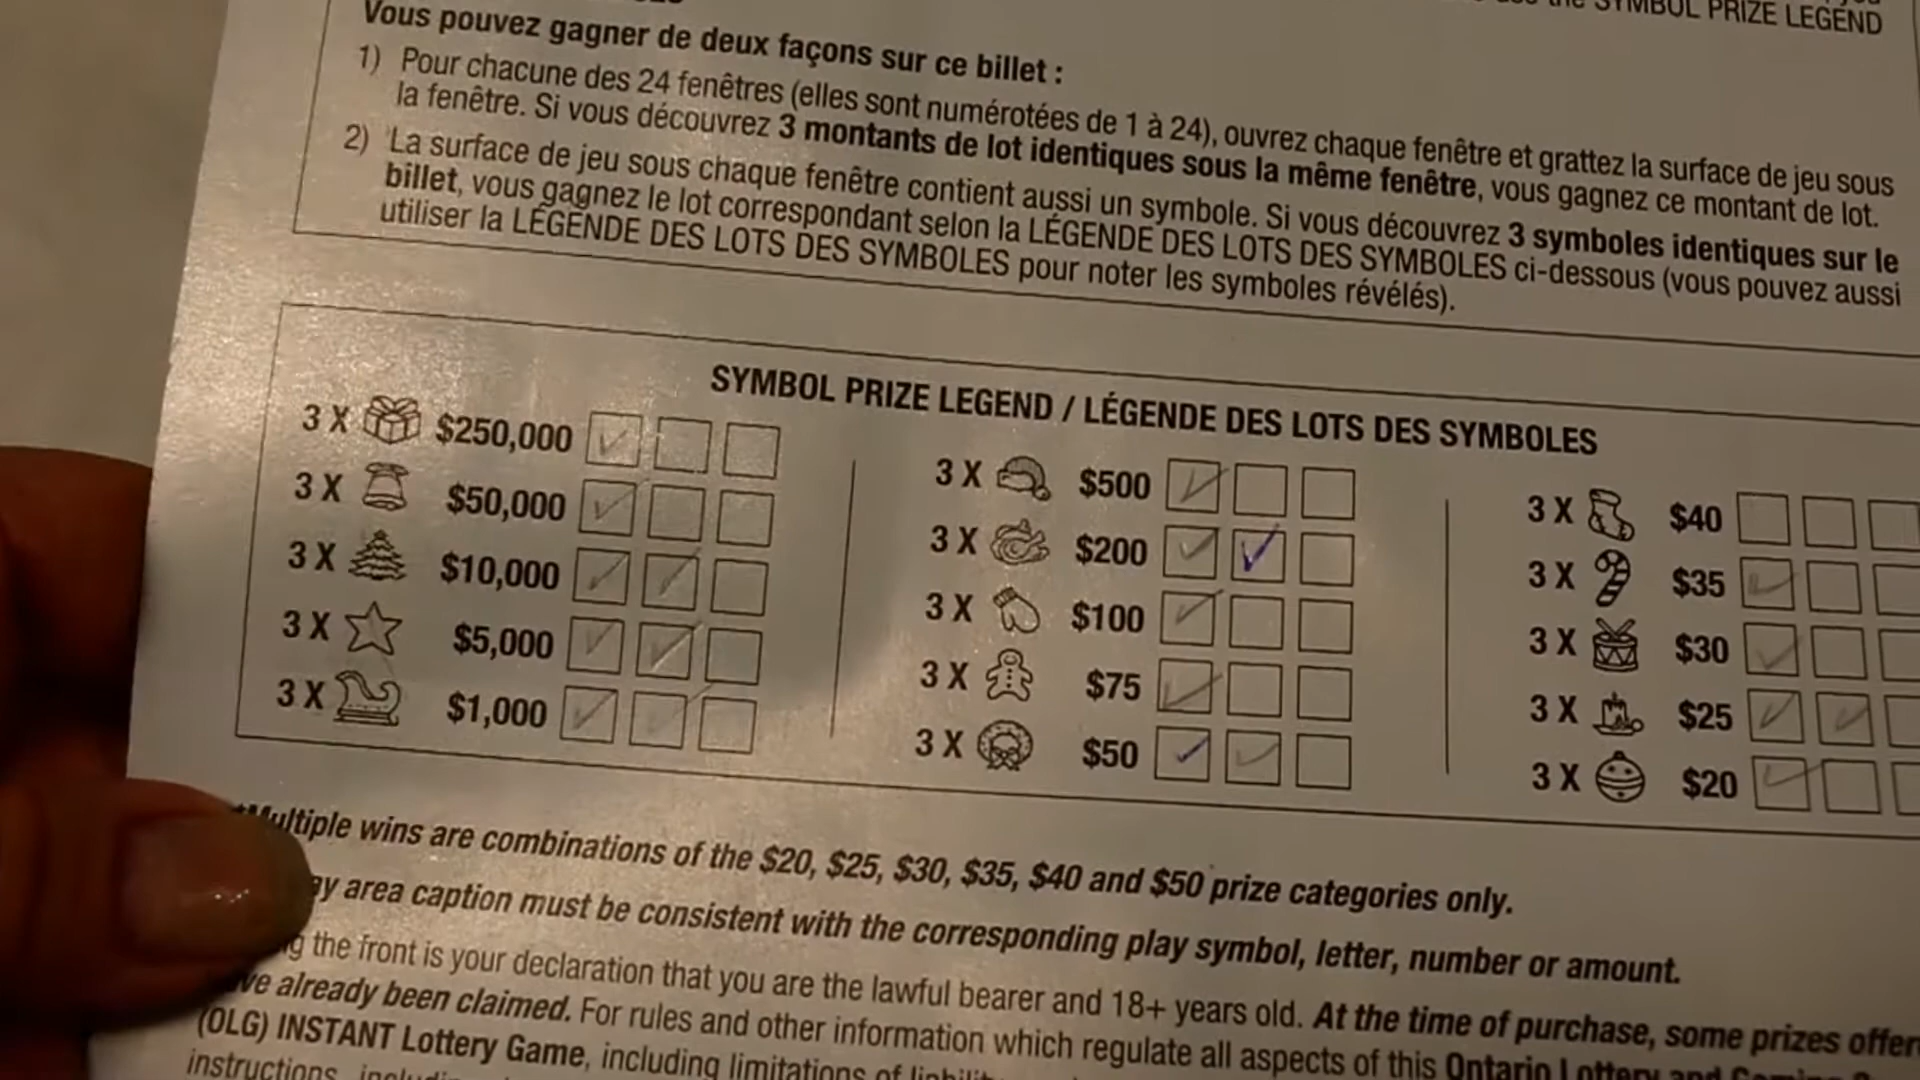 SYMBOL PRIZE LEGEND
Vous pouvez gagner de deux façons sur ce billet :
1) Pour chacune des 24 fenêtres (elles sont numérotées de 1 à 24), ouvrez chaque fenêtre et grattez la surface de jeu sous
la fenêtre. Si vous découvrez 3 montants de lot identiques sous la même fenêtre, vous gagnez ce montant de lot.
2) La surface de jeu sous chaque fenêtre contient aussi un symbole. Si vous découvrez 3 symboles identiques sur le
billet, vous gagnez le lot correspondant selon la LÉGENDE DES LOTS DES SYMBOLES ci-dessous (vous pouvez aussi
utiliser la LÉGENDE DES LOTS DES SYMBOLES pour noter les symboles révélés).
SYMBOL PRIZE LEGEND / LÉGENDE DES LOTS DES SYMBOLES
3 X $250,000
3 X $50,000
3 X $10,000
3 X $5,000
3 X $1,000
3 X $500
3 X $200
3 X $100
3 X $75
3 X $50
3 X $40
3 X $35
3 X $30
3 X $25
3 X $20
*Multiple wins are combinations of the $20, $25, $30, $35, $40 and $50 prize categories only.
area caption must be consistent with the corresponding play symbol, letter, number or amount.
the front is your declaration that you are the lawful bearer and 18+ years old. At the time of purchase, some prizes
already been claimed. For rules and other information which regulate all aspects of this Ontario Lottery and
(OLG) INSTANT Lottery Game, including limitations of
instructions,